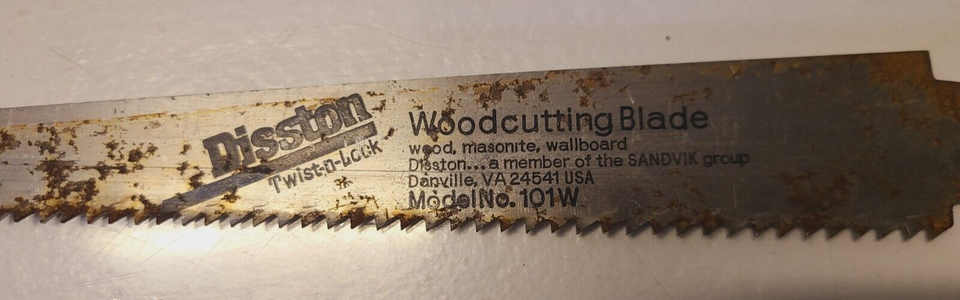 Disston
Twist-n-Lock
Woodcutting Blade
wood, masonite, wallboard
Disston... a member of the SANDVIK group
Danville, VA 24541 USA
Model No. 101W